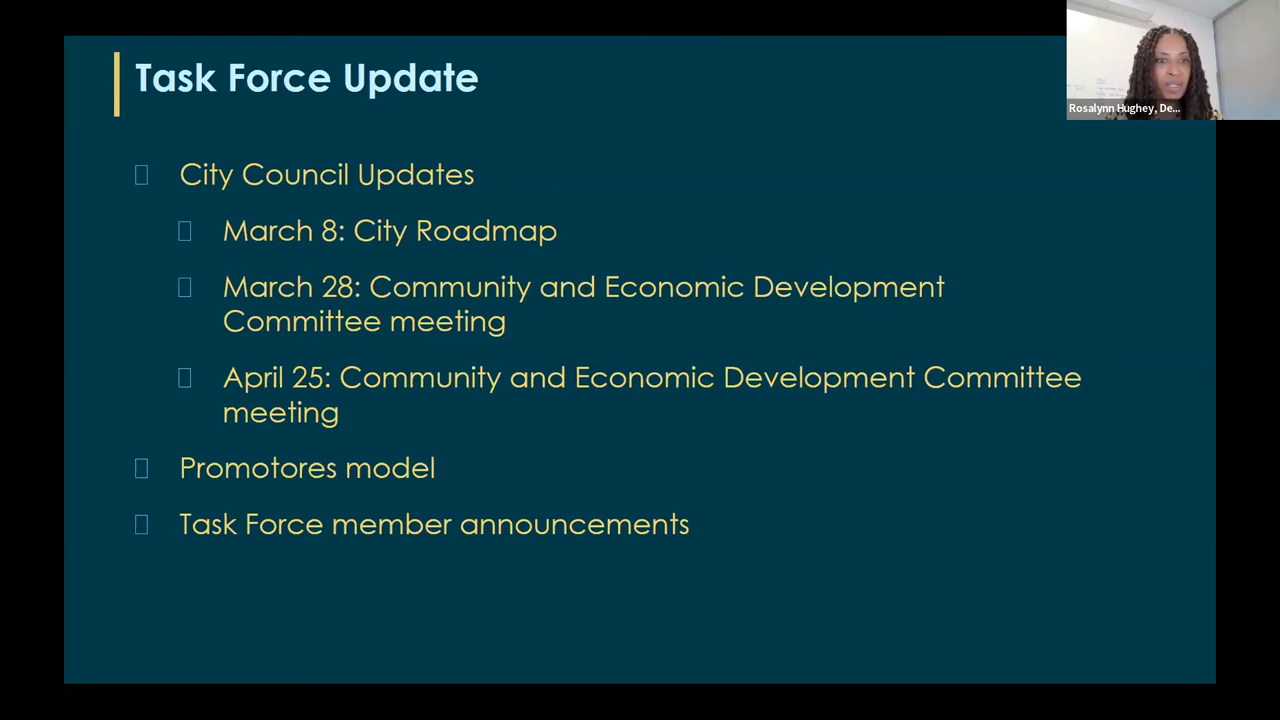 Task Force Update
Rosalynn Hughey, De...
City Council Updates
March 8: City Roadmap
March 28: Community and Economic Development
Committee meeting
April 25: Community and Economic Development Committee
meeting
Promotores model
Task Force member announcements